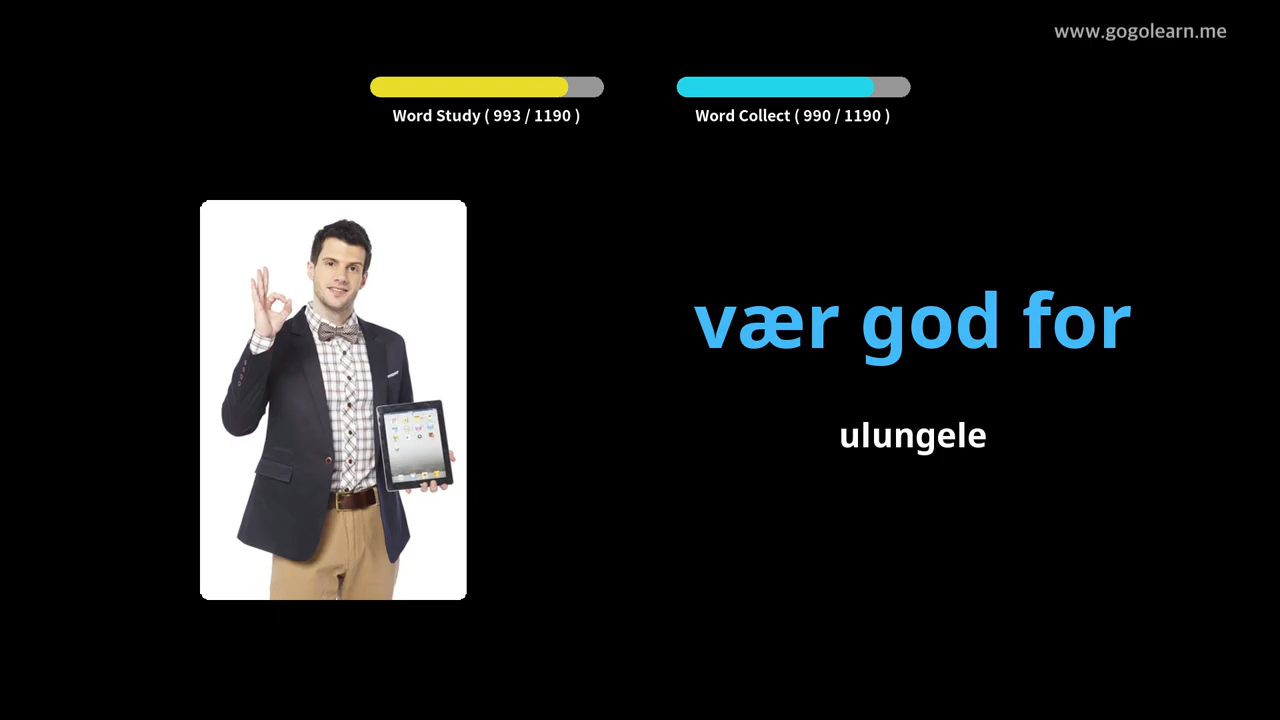 www.gogolearn.me
Word Study ( 993 / 1190 )
Word Collect ( 990 / 1190 )
vær god for
ulungele